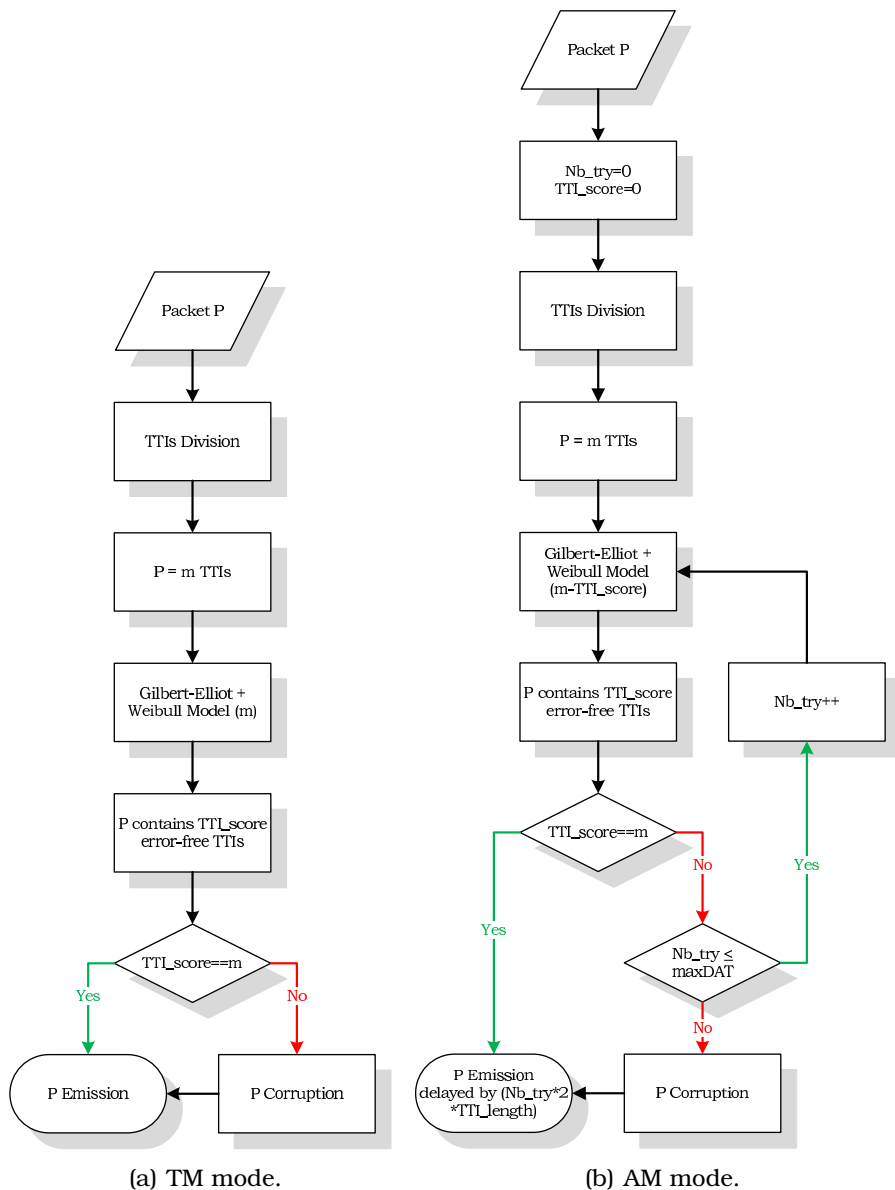 Packet P
TTIs Division
P = m TTIs
Gilbert-Elliot +
Weibull Model (m)
P contains TTI_score
error-free TTIs
TTI_score==m
Yes
No
P Emission
P Corruption
(a) TM mode.
Packet P
Nb_try=0
TTI_score=0
TTIs Division
P = m TTIs
Gilbert-Elliot +
Weibull Model
(m-TTI_score)
P contains TTI_score
error-free TTIs
Nb_try++
TTI_score==m
Yes
No
Yes
Nb_try ≤
maxDAT
No
P Emission
delayed by (Nb_try*2
*TTI_length)
P Corruption
(b) AM mode.